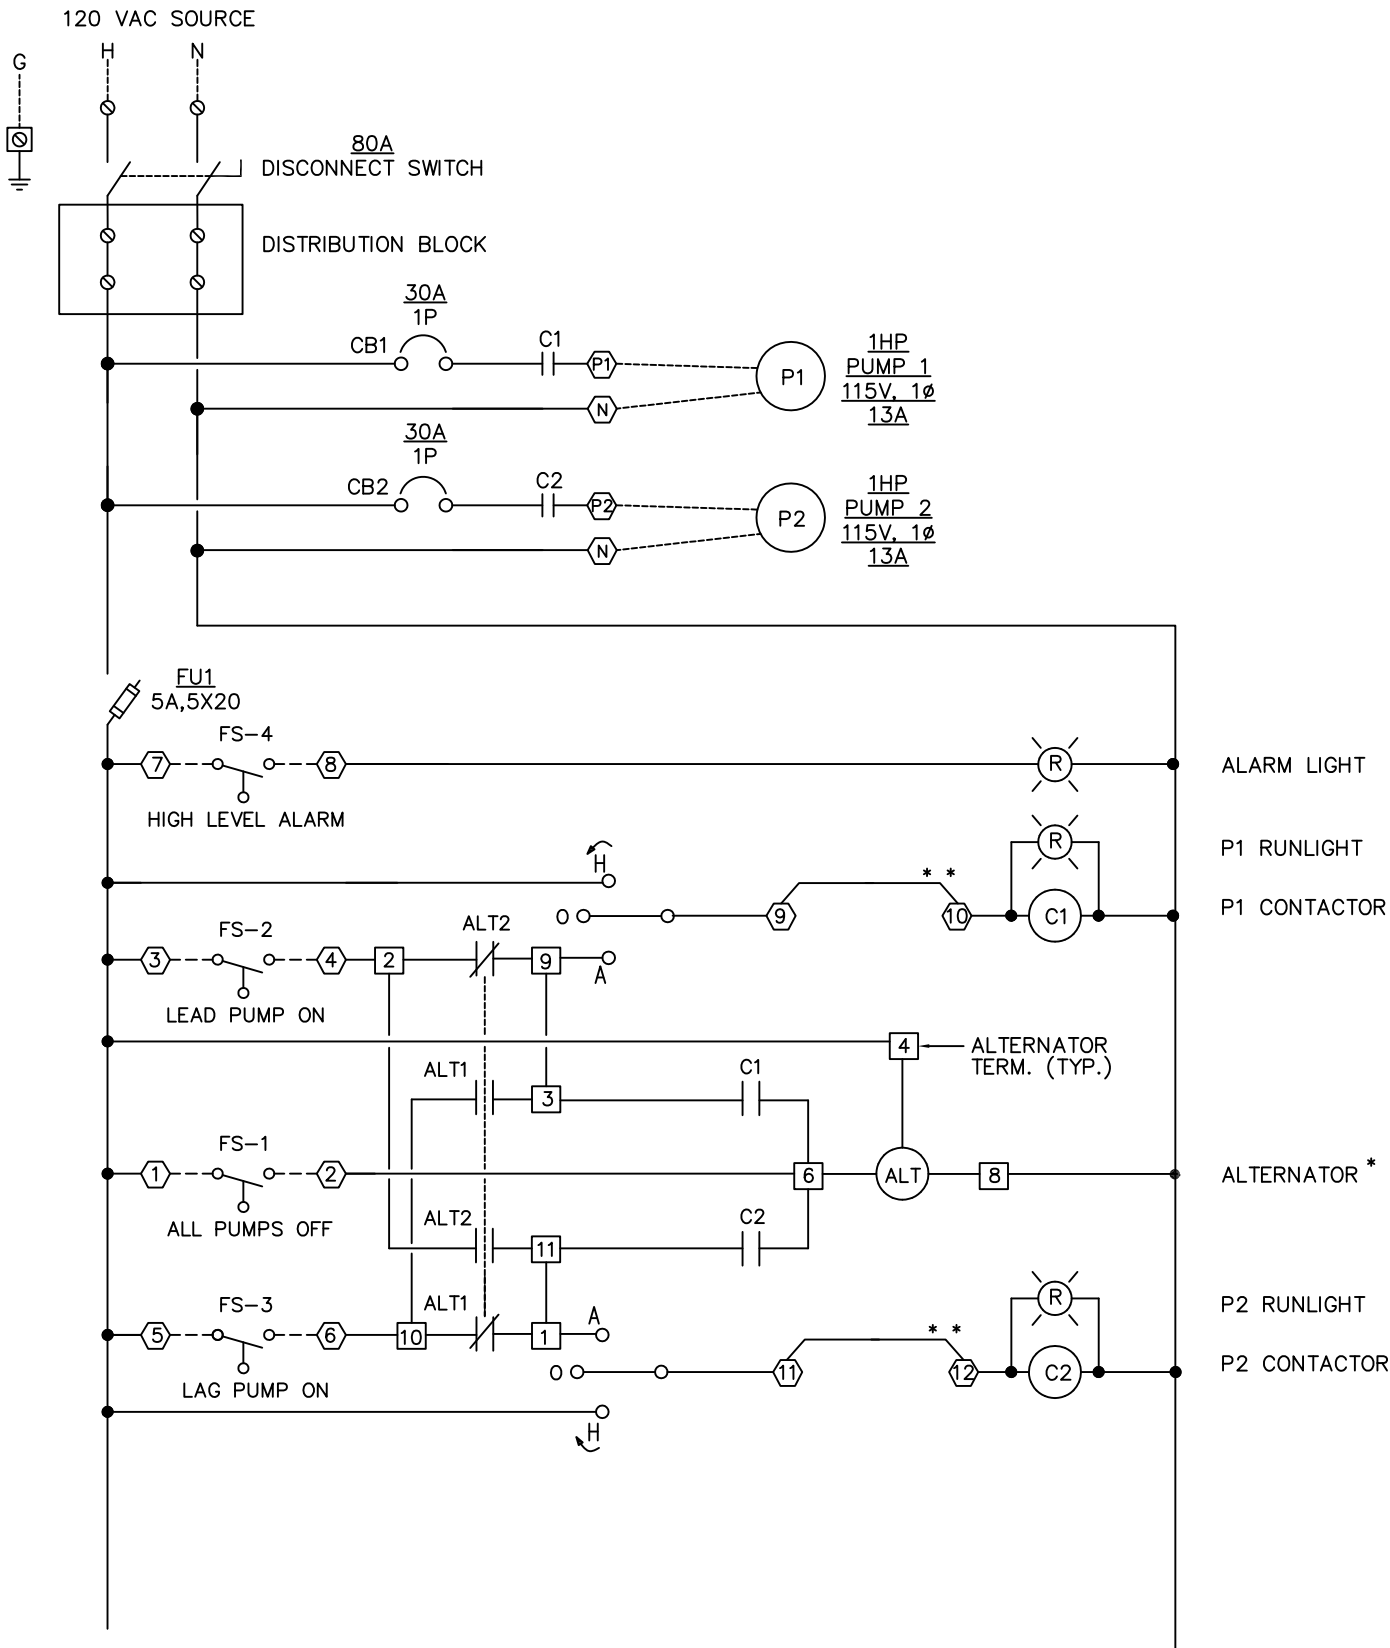 120 VAC SOURCE
G
H
N
80A
DISCONNECT SWITCH
DISTRIBUTION BLOCK
30A
1P
CB1
C1
P1
P1
N
1HP
PUMP 1
115V, 1ø
13A
30A
1P
CB2
C2
P2
P2
N
1HP
PUMP 2
115V, 1ø
13A
FU1
5A,5X20
FS-4
7
8
R
ALARM LIGHT
HIGH LEVEL ALARM
R
P1 RUNLIGHT
H
* *
O
9
10
C1
P1 CONTACTOR
FS-2
ALT2
3
4
2
9
A
LEAD PUMP ON
4
ALTERNATOR
TERM. (TYP.)
ALT1
C1
3
FS-1
1
2
6
ALT
8
ALTERNATOR *
ALL PUMPS OFF
ALT2
C2
11
FS-3
ALT1
A
R
P2 RUNLIGHT
5
6
10
1
* *
O
11
12
C2
P2 CONTACTOR
LAG PUMP ON
H